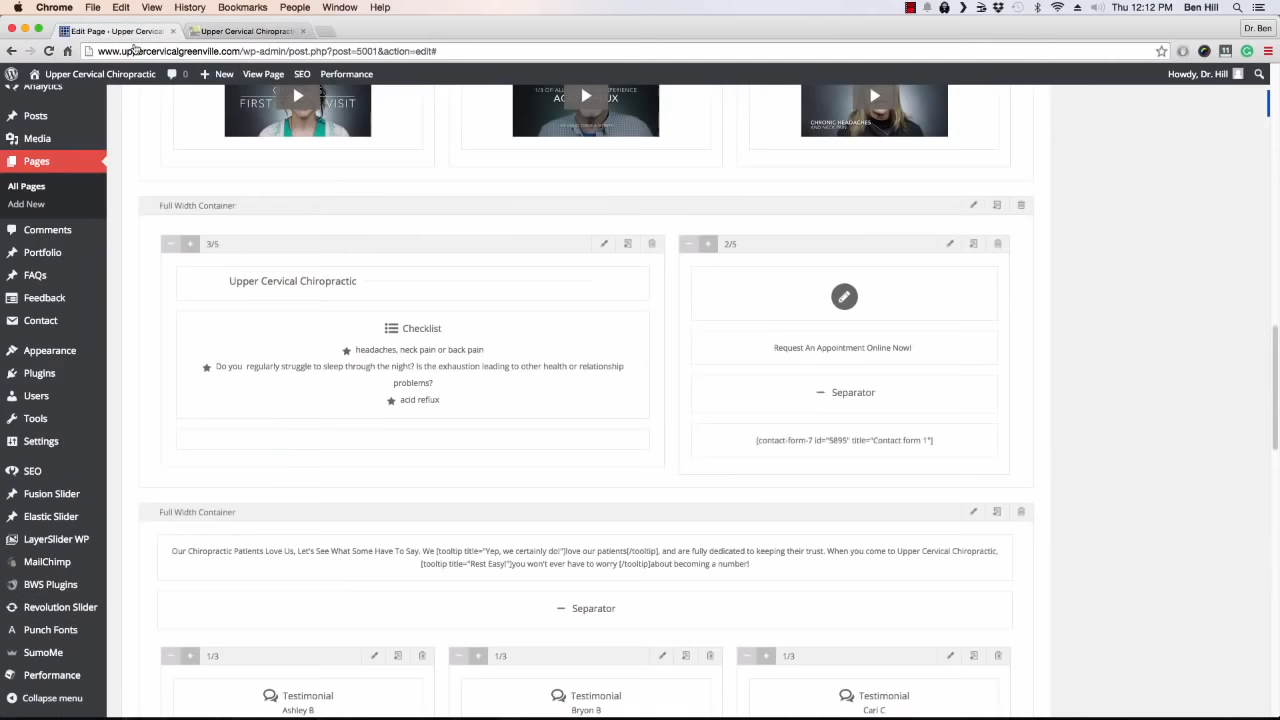 Chrome File Edit View History Bookmarks People Window Help
Thu 12:12 PM Ben Hill
Edit Page ‹ Upper Cervical
Upper Cervical Chiropractic
Dr. Ben
www.uppercervicalgreenville.com/wp-admin/post.php?post=5001&action=edit#
Upper Cervical Chiropractic 0 New View Page SEO Performance
Howdy, Dr. Hill
Analytics
Posts
Media
Pages
All Pages
Add New
Comments
Portfolio
FAQs
Feedback
Contact
Appearance
Plugins
Users
Tools
Settings
SEO
Fusion Slider
Elastic Slider
LayerSlider WP
MailChimp
BWS Plugins
Revolution Slider
Punch Fonts
SumoMe
Performance
Collapse menu
FIRST VISIT
1/3 OF ALL
EXPERIENCE
CHRONIC HEADACHES
AND NECK PAIN
Full Width Container
3/5
2/5
Upper Cervical Chiropractic
Checklist
headaches, neck pain or back pain
Do you regularly struggle to sleep through the night? Is the exhaustion leading to other health or relationship
problems?
acid reflux
Request An Appointment Online Now!
Separator
[contact-form-7 id="5895" title="Contact form 1"]
Full Width Container
Our Chiropractic Patients Love Us, Let's See What Some Have To Say. We [tooltip title="Yep, we certainly do!"]love our patients[/tooltip], and are fully dedicated to keeping their trust. When you come to Upper Cervical Chiropractic,
[tooltip title="Rest Easy!"]you won't ever have to worry [/tooltip]about becoming a number!
Separator
1/3
1/3
1/3
Testimonial
Ashley B
Testimonial
Bryon B
Testimonial
Cari C